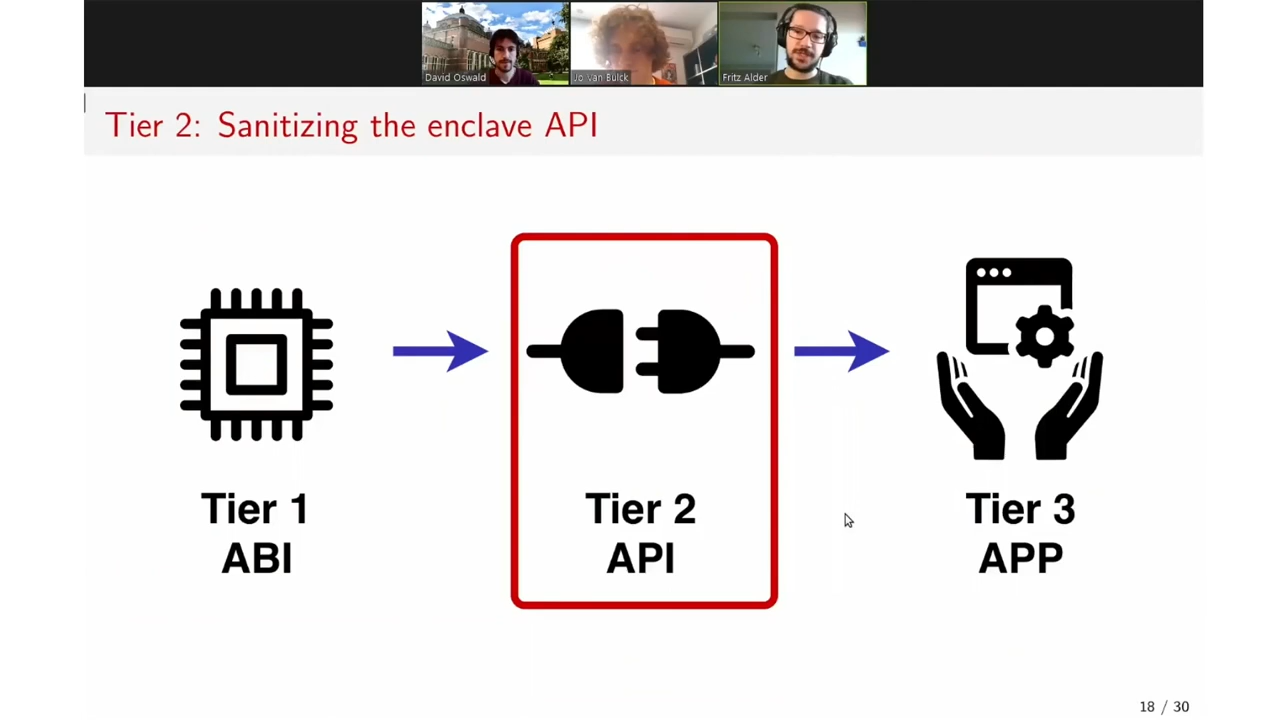 David Oswald
Jo Van Bulck
Fritz Alder
Tier 2: Sanitizing the enclave API
Tier 1
ABI
Tier 2
API
Tier 3
APP
18 / 30